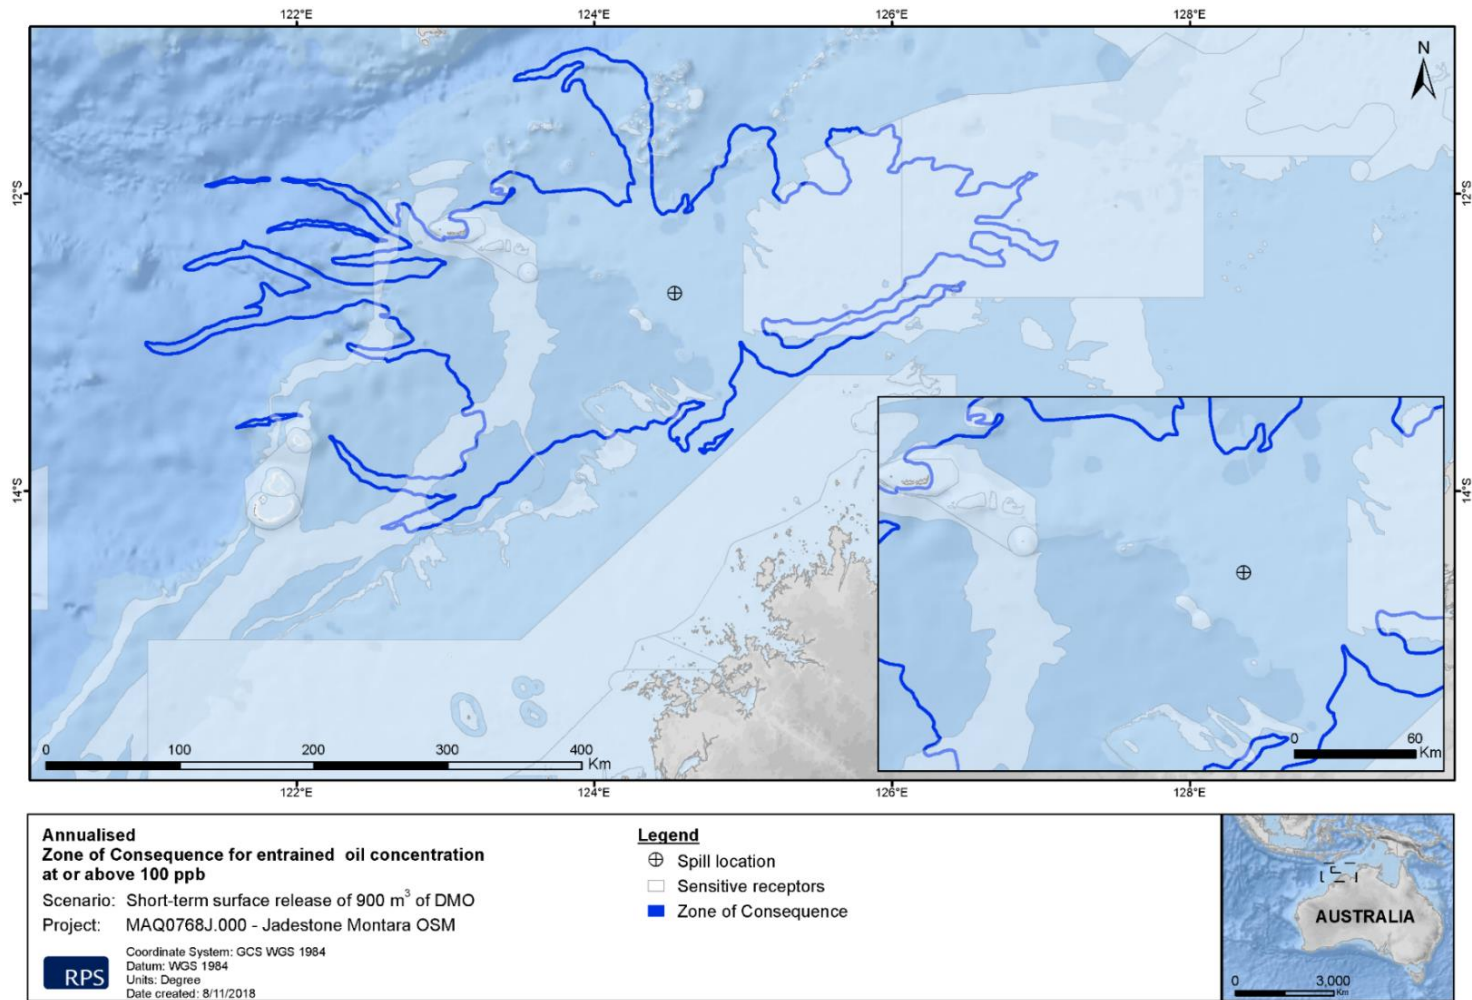 122°E 124°E 126°E 128°E
N
12°S 12°S
14°S 14°S
0 100 200 300 400
Km
0 60
Km
122°E 124°E 126°E 128°E
Annualised
Zone of Consequence for entrained oil concentration
at or above 100 ppb
Scenario: Short-term surface release of 900 m³ of DMO
Project: MAQ0768J.000 - Jadestone Montara OSM
RPS
Coordinate System: GCS WGS 1984
Datum: WGS 1984
Units: Degree
Date created: 8/11/2018
Legend
Spill location
Sensitive receptors
Zone of Consequence
AUSTRALIA
0 3,000
Km